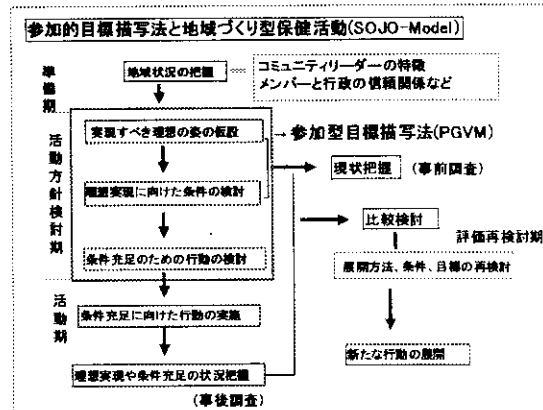 参加的目標描写法と地域づくり型保健活動(SOJO-Model)
準備期
地域状況の把握
コミュニティリーダーの特徴
メンバーと行政の信頼関係など
活動方針検討期
実現すべき理想の姿の仮設
参加型目標描写法(PGVM)
現状把握
(事前調査)
理想実現に向けた条件の検討
比較検討
評価再検討期
条件充足のための行動の検討
展開方法、条件、目標の再検討
活動期
条件充足に向けた行動の実施
新たな行動の展開
理想実現や条件充足の状況把握
(事後調査)